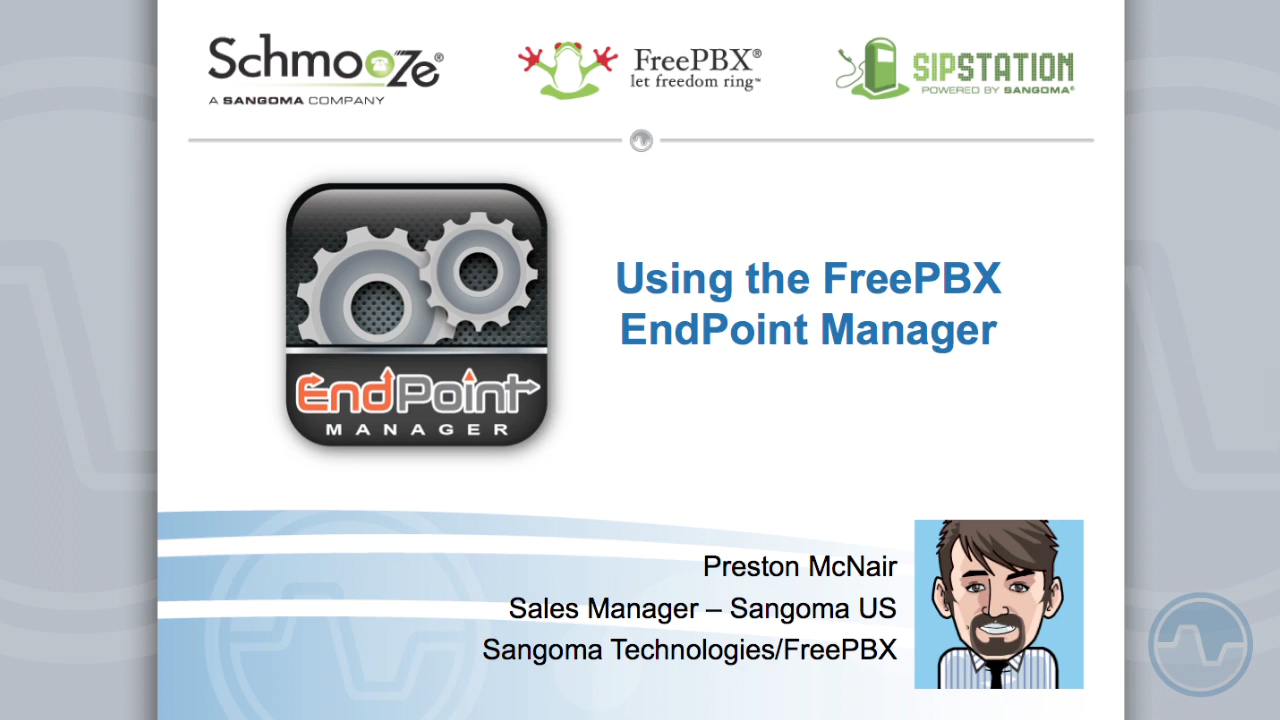 SchmooZe®
A SANGOMA COMPANY
FreePBX®
let freedom ring™
SIPSTATION
POWERED BY SANGOMA®
Using the FreePBX
EndPoint Manager
EndPoint
MANAGER
Preston McNair
Sales Manager – Sangoma US
Sangoma Technologies/FreePBX